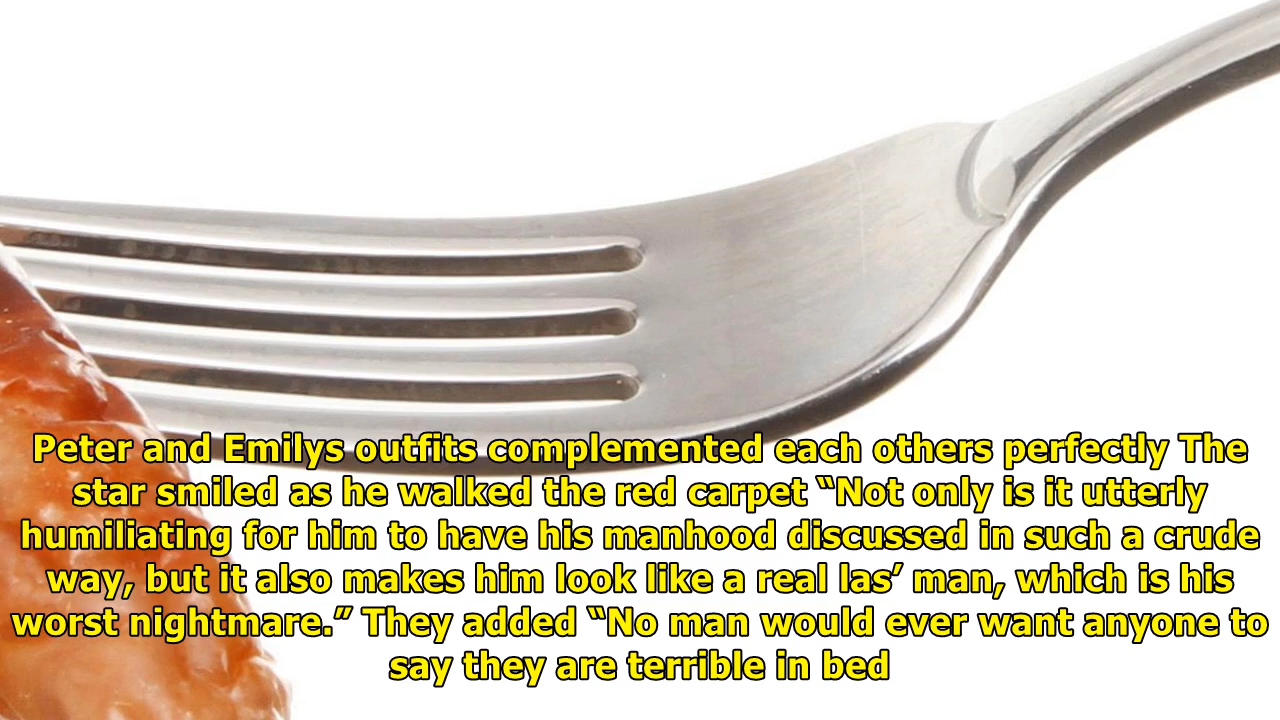 Peter and Emilys outfits complemented each others perfectly The
star smiled as he walked the red carpet “Not only is it utterly
humiliating for him to have his manhood discussed in such a crude
way, but it also makes him look like a real las’ man, which is his
worst nightmare.” They added “No man would ever want anyone to
say they are terrible in bed